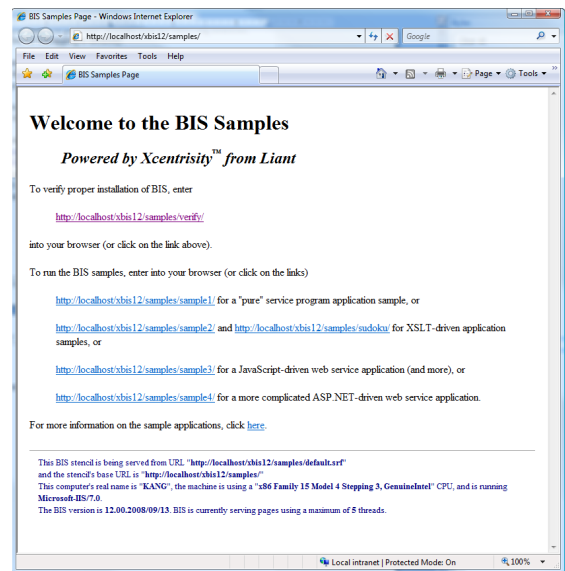 BIS Samples Page - Windows Internet Explorer
http://localhost/xbis12/samples/
Google
File Edit View Favorites Tools Help
BIS Samples Page
Page Tools
Welcome to the BIS Samples
Powered by Xcentrisity™ from Liant
To verify proper installation of BIS, enter
http://localhost/xbis12/samples/verify/
into your browser (or click on the link above).
To run the BIS samples, enter into your browser (or click on the links)
http://localhost/xbis12/samples/sample1/ for a "pure" service program application sample, or
http://localhost/xbis12/samples/sample2/ and http://localhost/xbis12/samples/sudoku/ for XSLT-driven application
samples, or
http://localhost/xbis12/samples/sample3/ for a JavaScript-driven web service application (and more), or
http://localhost/xbis12/samples/sample4/ for a more complicated ASP.NET-driven web service application.
For more information on the sample applications, click here.
This BIS stencil is being served from URL "http://localhost/xbis12/samples/default.srf"
and the stencil's base URL is "http://localhost/xbis12/samples/"
This computer's real name is "KANG", the machine is using a "x86 Family 15 Model 4 Stepping 3, GenuineIntel" CPU, and is running
Microsoft-IIS/7.0.
The BIS version is 12.00.2008/09/13. BIS is currently serving pages using a maximum of 5 threads.
Local intranet | Protected Mode: On
100%